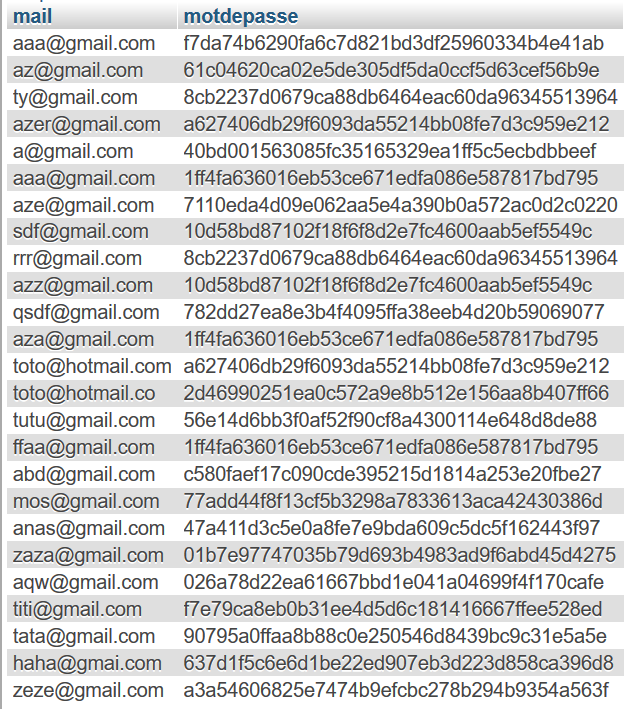 mail motdepasse
aaa@gmail.com f7da74b6290fa6c7d821bd3df25960334b4e41ab
az@gmail.com 61c04620ca02e5de305df5da0ccf5d63cef56b9e
ty@gmail.com 8cb2237d0679ca88db6464eac60da96345513964
azer@gmail.com a627406db29f6093da55214bb08fe7d3c959e212
a@gmail.com 40bd001563085fc35165329ea1ff5c5ecbdbbeef
aaa@gmail.com 1ff4fa636016eb53ce671edfa086e587817bd795
aze@gmail.com 7110eda4d09e062aa5e4a390b0a572ac0d2c0220
sdf@gmail.com 10d58bd87102f18f6f8d2e7fc4600aab5ef5549c
rrr@gmail.com 8cb2237d0679ca88db6464eac60da96345513964
azz@gmail.com 10d58bd87102f18f6f8d2e7fc4600aab5ef5549c
qsdf@gmail.com 782dd27ea8e3b4f4095ffa38eeb4d20b59069077
aza@gmail.com 1ff4fa636016eb53ce671edfa086e587817bd795
toto@hotmail.com a627406db29f6093da55214bb08fe7d3c959e212
toto@hotmail.co 2d46990251ea0c572a9e8b512e156aa8b407ff66
tutu@gmail.com 56e14d6bb3f0af52f90cf8a4300114e648d8de88
ffaa@gmail.com 1ff4fa636016eb53ce671edfa086e587817bd795
abd@gmail.com c580faef17c090cde395215d1814a253e20fbe27
mos@gmail.com 77add44f8f13cf5b3298a7833613aca42430386d
anas@gmail.com 47a411d3c5e0a8fe7e9bda609c5dc5f162443f97
zaza@gmail.com 01b7e97747035b79d693b4983ad9f6abd45d4275
aqw@gmail.com 026a78d22ea61667bbd1e041a04699f4f170cafe
titi@gmail.com f7e79ca8eb0b31ee4d5d6c181416667ffee528ed
tata@gmail.com 90795a0ffaa8b88c0e250546d8439bc9c31e5a5e
haha@gmai.com 637d1f5c6e6d1be22ed907eb3d223d858ca396d8
zeze@gmail.com a3a54606825e7474b9efcbc278b294b9354a563f